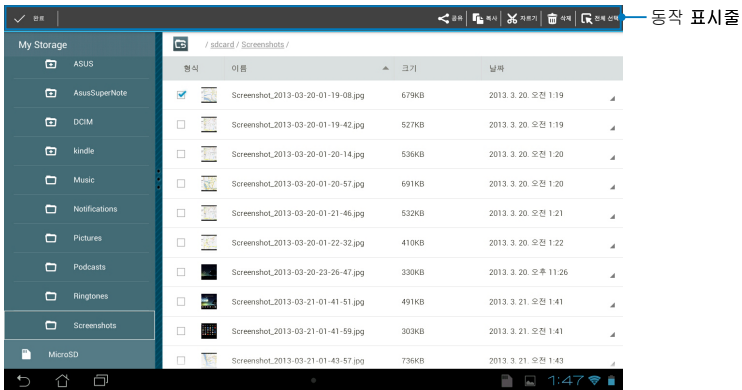 완료 공유 복사 자르기 삭제 전체 선택 동작 표시줄
My Storage / sdcard / Screenshots /
형식 이름 크기 날짜
ASUS
AsusSuperNote Screenshot_2013-03-20-01-19-08.jpg 679KB 2013. 3. 20. 오전 1:19
DCIM Screenshot_2013-03-20-01-19-42.jpg 527KB 2013. 3. 20. 오전 1:19
kindle Screenshot_2013-03-20-01-20-14.jpg 536KB 2013. 3. 20. 오전 1:20
Music Screenshot_2013-03-20-01-20-57.jpg 691KB 2013. 3. 20. 오전 1:20
Notifications Screenshot_2013-03-20-01-21-46.jpg 532KB 2013. 3. 20. 오전 1:21
Pictures Screenshot_2013-03-20-01-22-32.jpg 410KB 2013. 3. 20. 오전 1:22
Podcasts Screenshot_2013-03-20-23-26-47.jpg 330KB 2013. 3. 20. 오후 11:26
Ringtones Screenshot_2013-03-21-01-41-51.jpg 491KB 2013. 3. 21. 오전 1:41
Screenshots Screenshot_2013-03-21-01-41-59.jpg 303KB 2013. 3. 21. 오전 1:41
MicroSD Screenshot_2013-03-21-01-43-57.jpg 736KB 2013. 3. 21. 오전 1:43
1:47